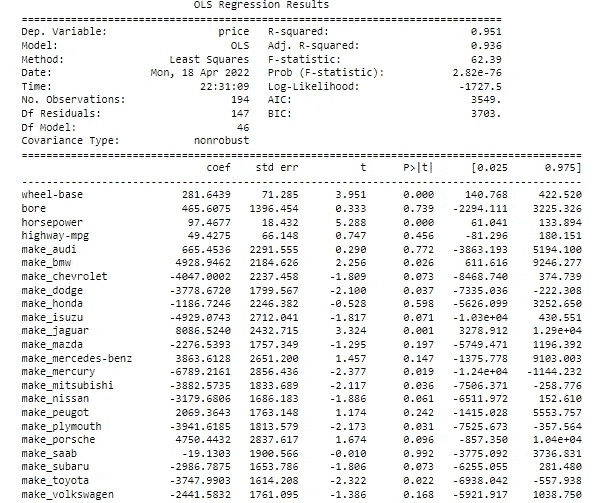 OLS Regression Results
==============================================================================
Dep. Variable: price R-squared: 0.951
Model: OLS Adj. R-squared: 0.936
Method: Least Squares F-statistic: 62.39
Date: Mon, 18 Apr 2022 Prob (F-statistic): 2.82e-76
Time: 22:31:09 Log-Likelihood: -1727.5
No. Observations: 194 AIC: 3549.
Df Residuals: 147 BIC: 3703.
Df Model: 46
Covariance Type: nonrobust
==============================================================================
coef std err t P>|t| [0.025 0.975]
------------------------------------------------------------------------------
wheel-base 281.6439 71.285 3.951 0.000 140.768 422.520
bore 465.6075 1396.454 0.333 0.739 -2294.111 3225.326
horsepower 97.4677 18.432 5.288 0.000 61.041 133.894
highway-mpg 49.4275 66.148 0.747 0.456 -81.296 180.151
make_audi 665.4536 2291.555 0.290 0.772 -3863.193 5194.100
make_bmw 4928.9462 2184.626 2.256 0.026 611.616 9246.277
make_chevrolet -4047.0002 2237.458 -1.809 0.073 -8468.740 374.739
make_dodge -3778.6720 1799.567 -2.100 0.037 -7335.036 -222.308
make_honda -1186.7246 2246.382 -0.528 0.598 -5626.099 3252.650
make_isuzu -4929.0743 2712.041 -1.817 0.071 -1.03e+04 430.551
make_jaguar 8086.5240 2432.715 3.324 0.001 3278.912 1.29e+04
make_mazda -2276.5393 1757.349 -1.295 0.197 -5749.471 1196.392
make_mercedes-benz 3863.6128 2651.200 1.457 0.147 -1375.778 9103.003
make_mercury -6789.2161 2856.436 -2.377 0.019 -1.24e+04 -1144.232
make_mitsubishi -3882.5735 1833.689 -2.117 0.036 -7506.371 -258.776
make_nissan -3179.6806 1686.183 -1.886 0.061 -6511.972 152.610
make_peugot 2069.3643 1763.148 1.174 0.242 -1415.028 5553.757
make_plymouth -3941.6185 1813.579 -2.173 0.031 -7525.673 -357.564
make_porsche 4750.4432 2837.617 1.674 0.096 -857.350 1.04e+04
make_saab -19.1303 1900.566 -0.010 0.992 -3775.092 3736.831
make_subaru -2986.7875 1653.786 -1.806 0.073 -6255.055 281.480
make_toyota -3747.9903 1614.208 -2.322 0.022 -6938.042 -557.938
make_volkswagen -2441.5832 1761.095 -1.386 0.168 -5921.917 1038.750